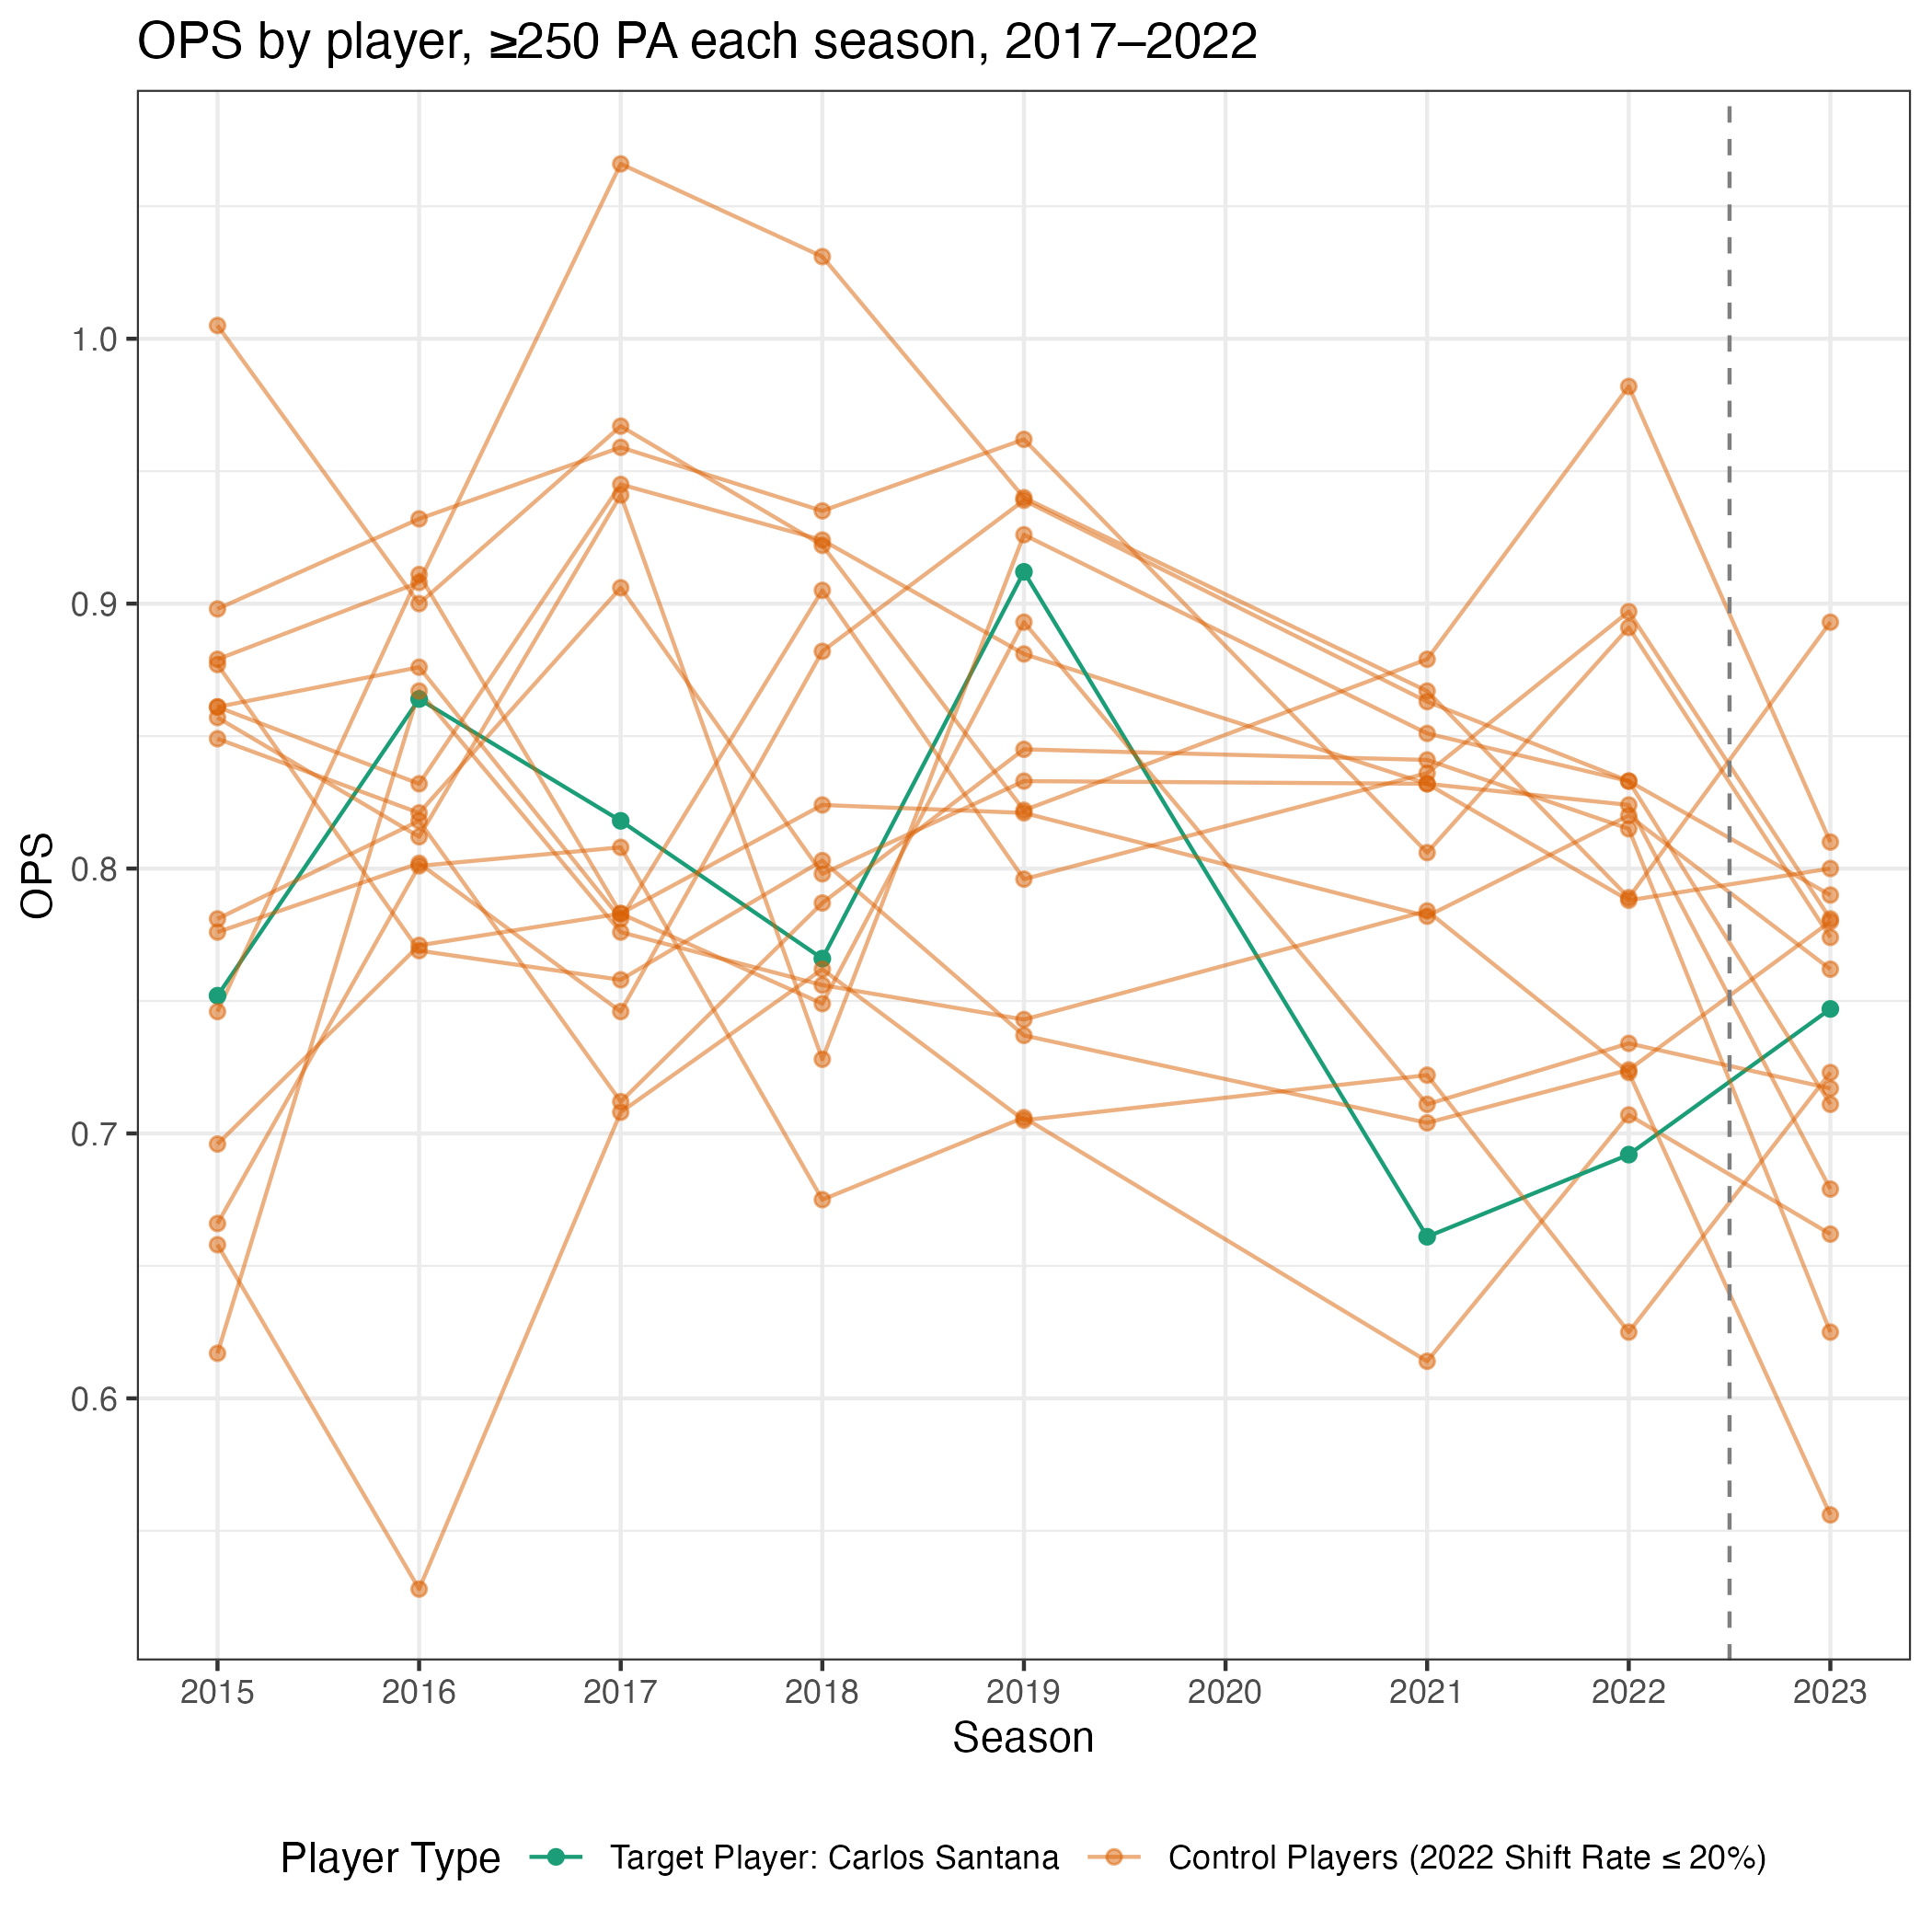 OPS by player, ≥250 PA each season, 2017–2022
OPS
1.0
0.9
0.8
0.7
0.6
2015 2016 2017 2018 2019 2020 2021 2022 2023
Season
Player Type Target Player: Carlos Santana Control Players (2022 Shift Rate ≤ 20%)